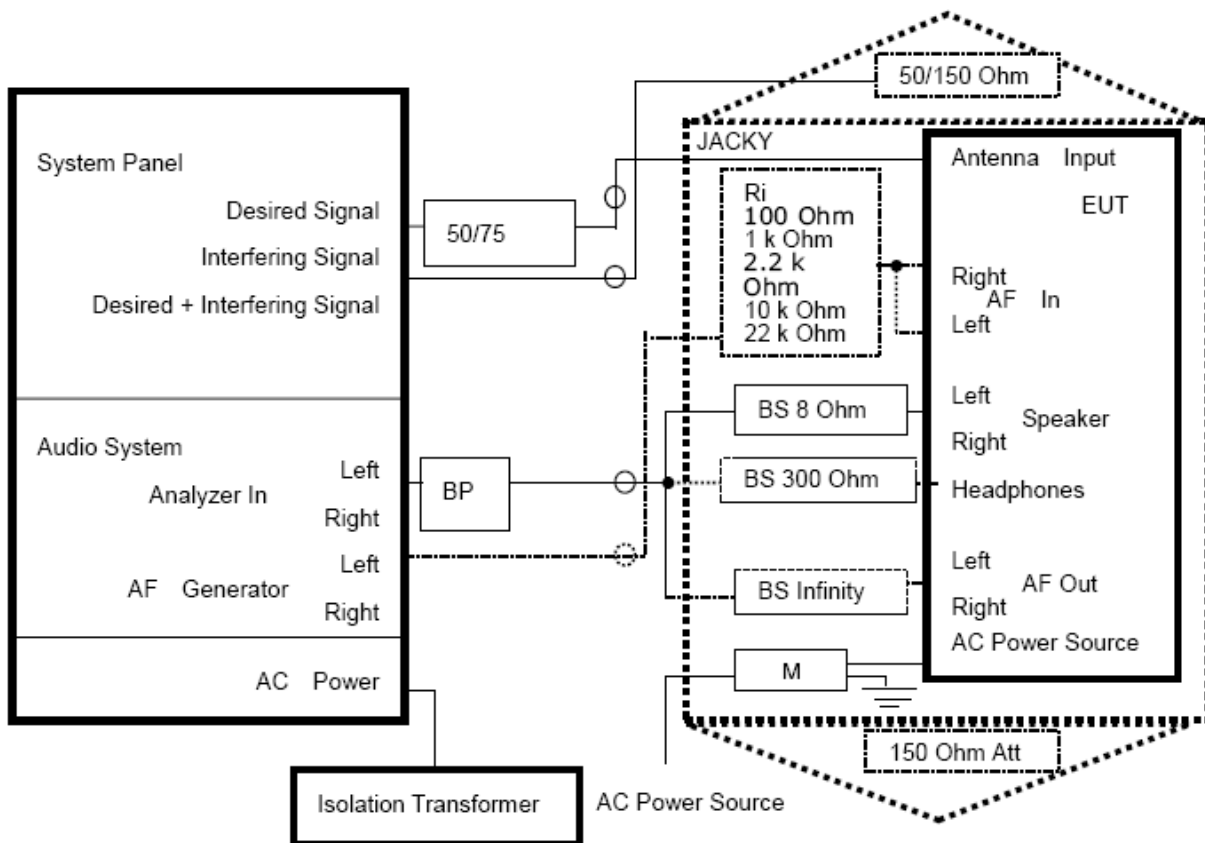 50/150 Ohm
JACKY
System Panel
Desired Signal
Interfering Signal
Desired + Interfering Signal
50/75
Ri
100 Ohm
1 k Ohm
2.2 k
Ohm
10 k Ohm
22 k Ohm
Antenna Input
EUT
Right
AF In
Left
Audio System
Analyzer In
Left
Right
BP
AF Generator
Left
Right
BS 8 Ohm
Left
Speaker
Right
BS 300 Ohm
Headphones
BS Infinity
Left
AF Out
Right
AC Power Source
M
AC Power
150 Ohm Att
Isolation Transformer
AC Power Source